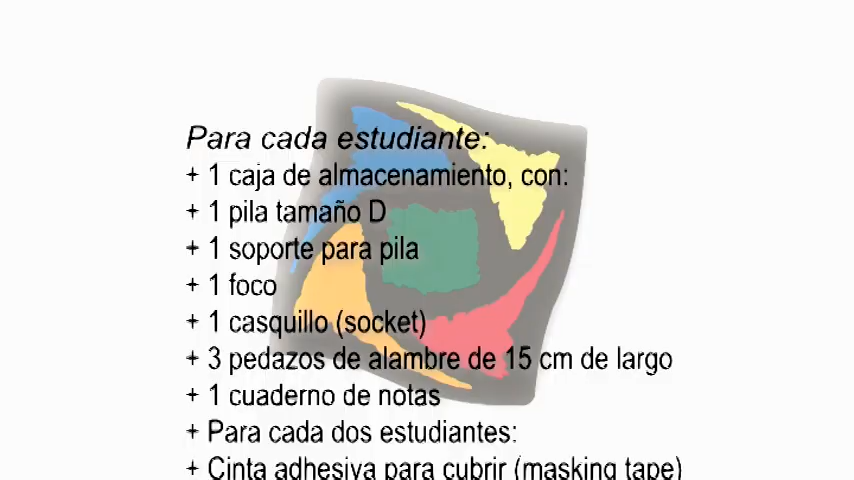 Para cada estudiante:
+ 1 caja de almacenamiento, con:
+ 1 pila tamaño D
+ 1 soporte para pila
+ 1 foco
+ 1 casquillo (socket)
+ 3 pedazos de alambre de 15 cm de largo
+ 1 cuaderno de notas
+ Para cada dos estudiantes:
+ Cinta adhesiva para cubrir (masking tape)